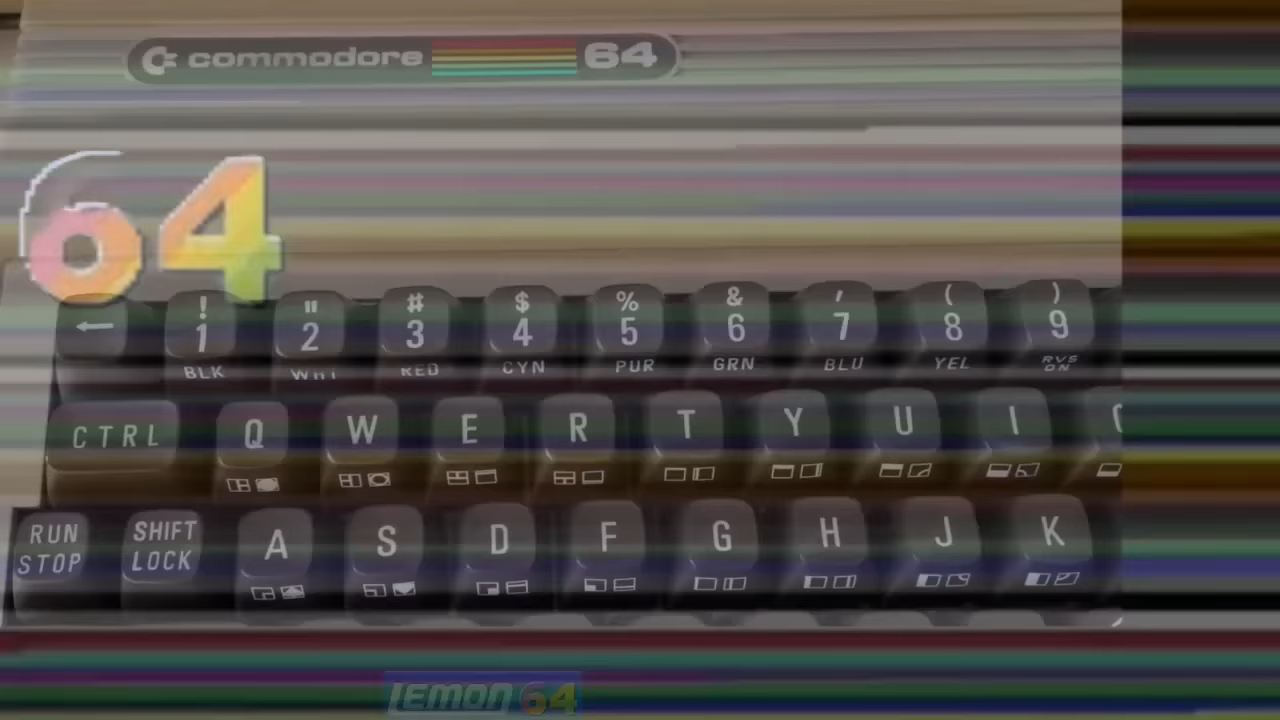 commodore 64
64
! " # $ % & ' ( )
← 1 2 3 4 5 6 7 8 9
BLK WHT RED CYN PUR GRN BLU YEL RVS ON
CTRL Q W E R T Y U I
RUN STOP SHIFT LOCK A S D F G H J K
LEMON64